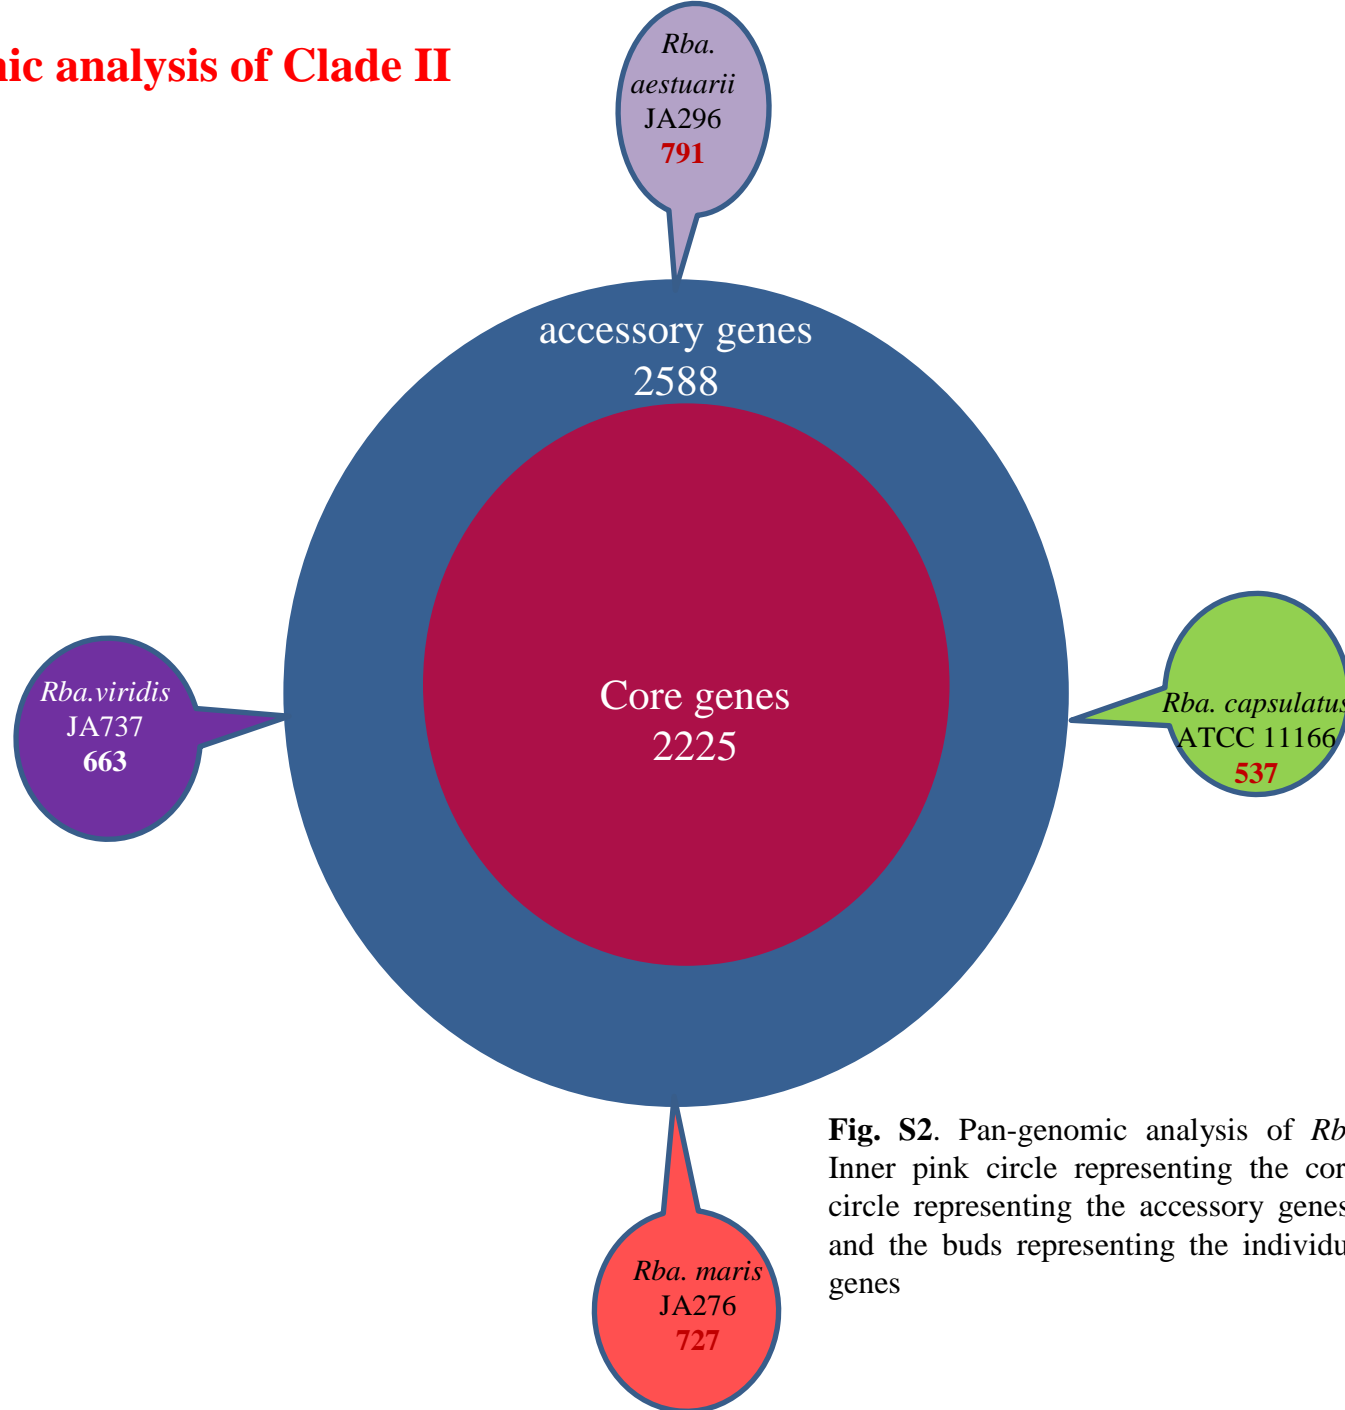 nic analysis of Clade II
Rba.
aestuarii
JA296
791
accessory genes
2588
Core genes
2225
Rba.viridis
JA737
663
Rba. capsulatus
ATCC 11166
537
Rba. maris
JA276
727
Fig. S2. Pan-genomic analysis of Rb
Inner pink circle representing the cor
circle representing the accessory genes
and the buds representing the individu
genes